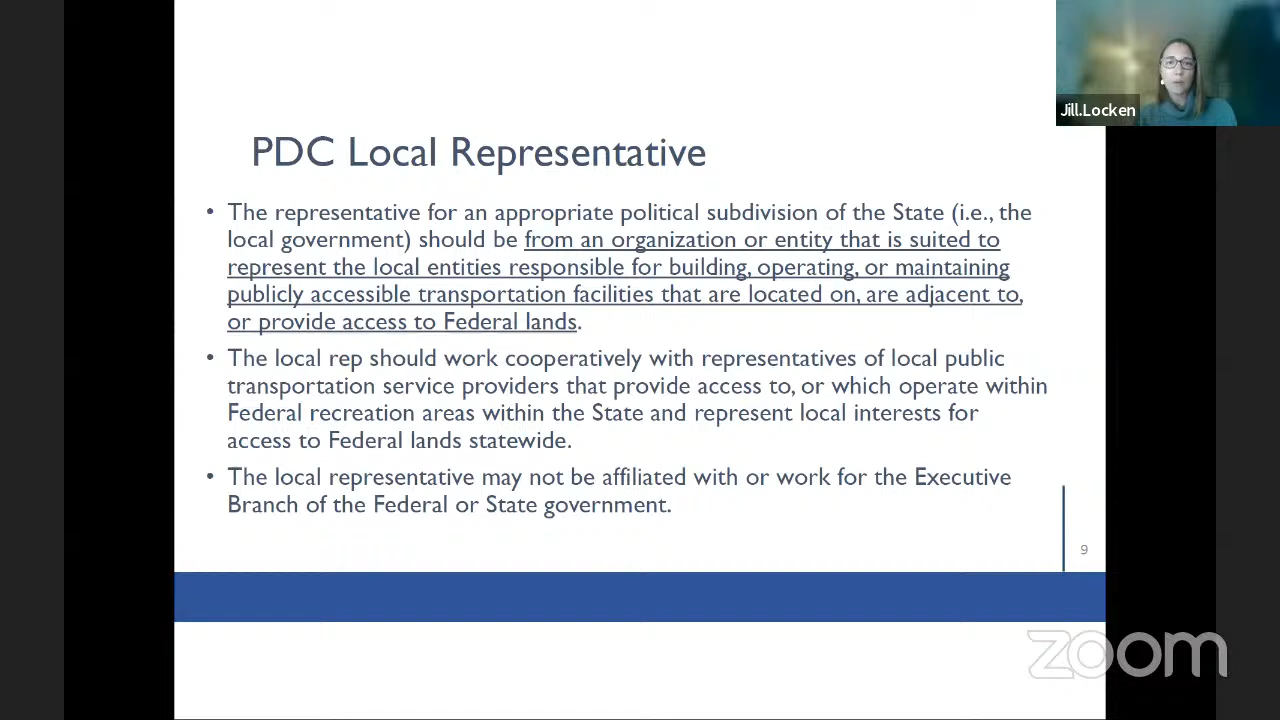 Jill.Locken
PDC Local Representative
• The representative for an appropriate political subdivision of the State (i.e., the
local government) should be from an organization or entity that is suited to
represent the local entities responsible for building, operating, or maintaining
publicly accessible transportation facilities that are located on, are adjacent to,
or provide access to Federal lands.
• The local rep should work cooperatively with representatives of local public
transportation service providers that provide access to, or which operate within
Federal recreation areas within the State and represent local interests for
access to Federal lands statewide.
• The local representative may not be affiliated with or work for the Executive
Branch of the Federal or State government.
9
zoom